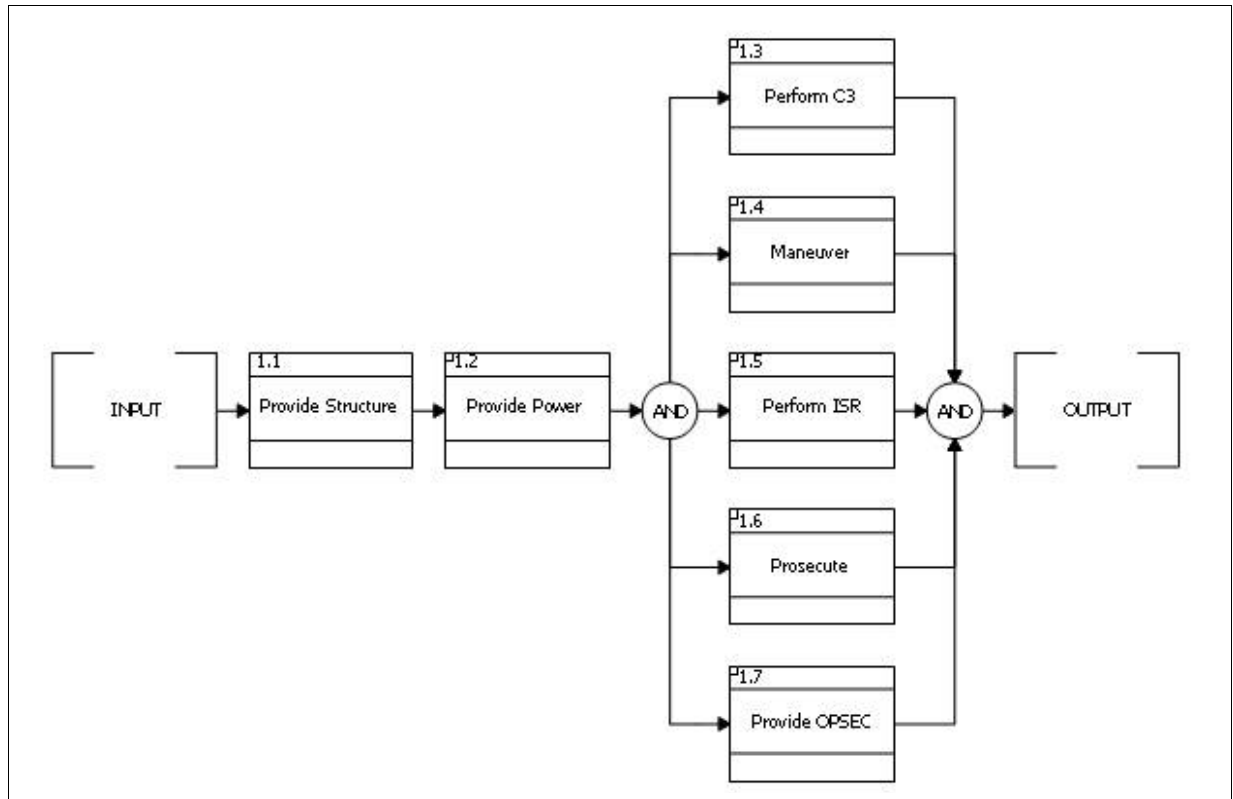 1.3
Perform C3
1.4
Maneuver
INPUT
1.1
Provide Structure
1.2
Provide Power
AND
1.5
Perform ISR
AND
OUTPUT
1.6
Prosecute
1.7
Provide OPSEC